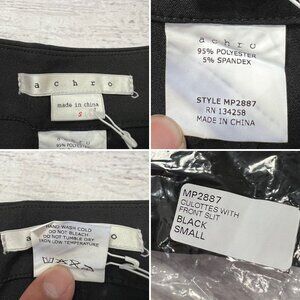 achro
made in china
S
achro
95% POLYESTER
achro
95% POLYESTER
5% SPANDEX
STYLE MP2887
RN 134258
MADE IN CHINA
achro
HAND WASH COLD
DO NOT BLEACH
DO NOT TUMBLE DRY
IRON LOW TEMPERATURE
MP2887
CULOTTES WITH
FRONT SLIT
BLACK
SMALL